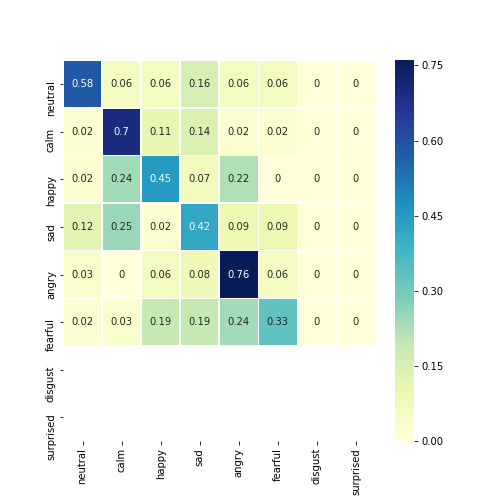 neutral 0.58 0.06 0.06 0.16 0.06 0.06 0 0
calm 0.02 0.7 0.11 0.14 0.02 0.02 0 0
happy 0.02 0.24 0.45 0.07 0.22 0 0 0
sad 0.12 0.25 0.02 0.42 0.09 0.09 0 0
angry 0.03 0 0.06 0.08 0.76 0.06 0 0
fearful 0.02 0.03 0.19 0.19 0.24 0.33 0 0
disgust
surprised
neutral calm happy sad angry fearful disgust surprised
0.75
0.60
0.45
0.30
0.15
0.00